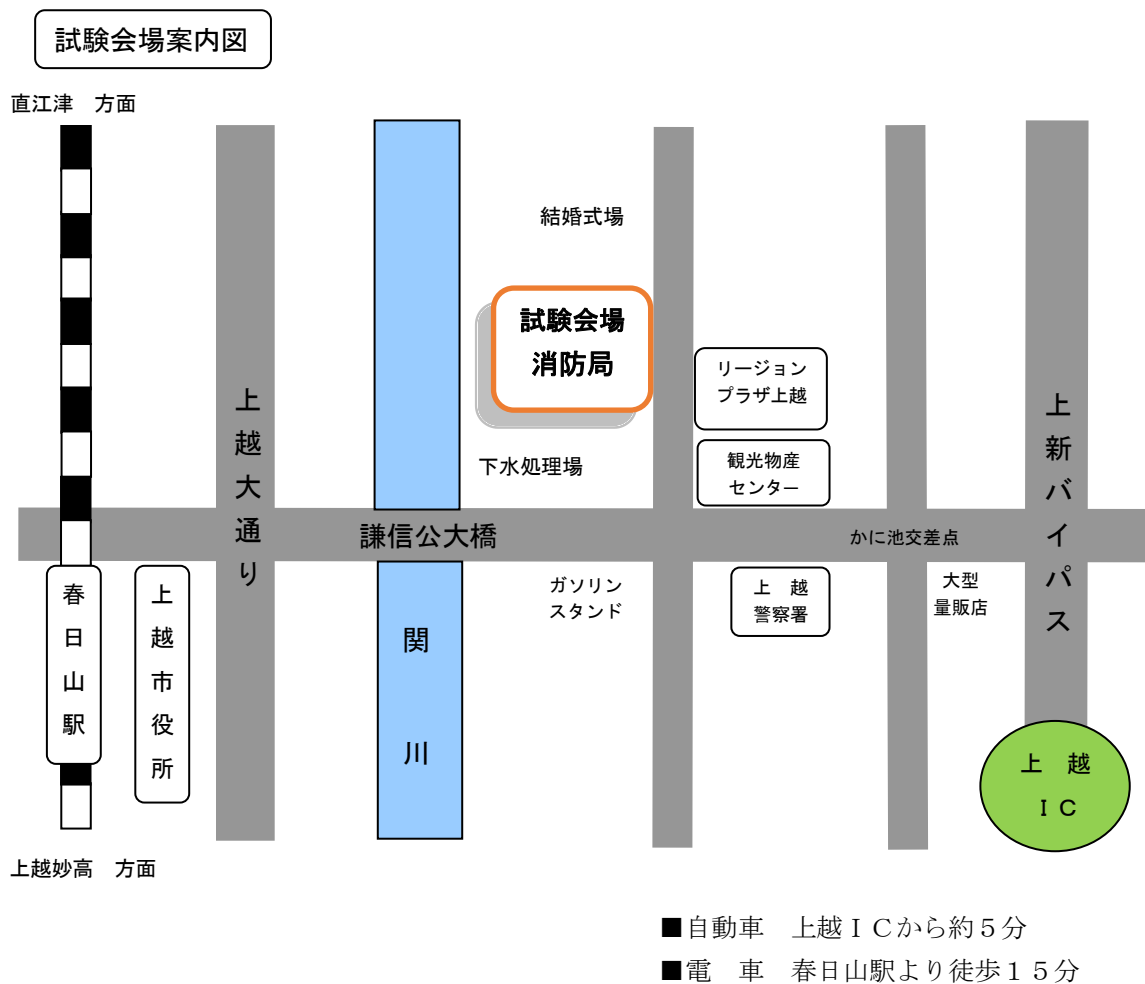 試験会場案内図
直江津　方面
結婚式場
試験会場
消防局
リージョン
プラザ上越
上越大通り
上新バイパス
下水処理場
観光物産
センター
謙信公大橋
かに池交差点
春日山駅
上越市役所
ガソリン
スタンド
上　越
警察署
大型
量販店
関川
上　越
ＩＣ
上越妙高　方面
■自動車　上越ＩＣから約５分
■電　車　春日山駅より徒歩１５分